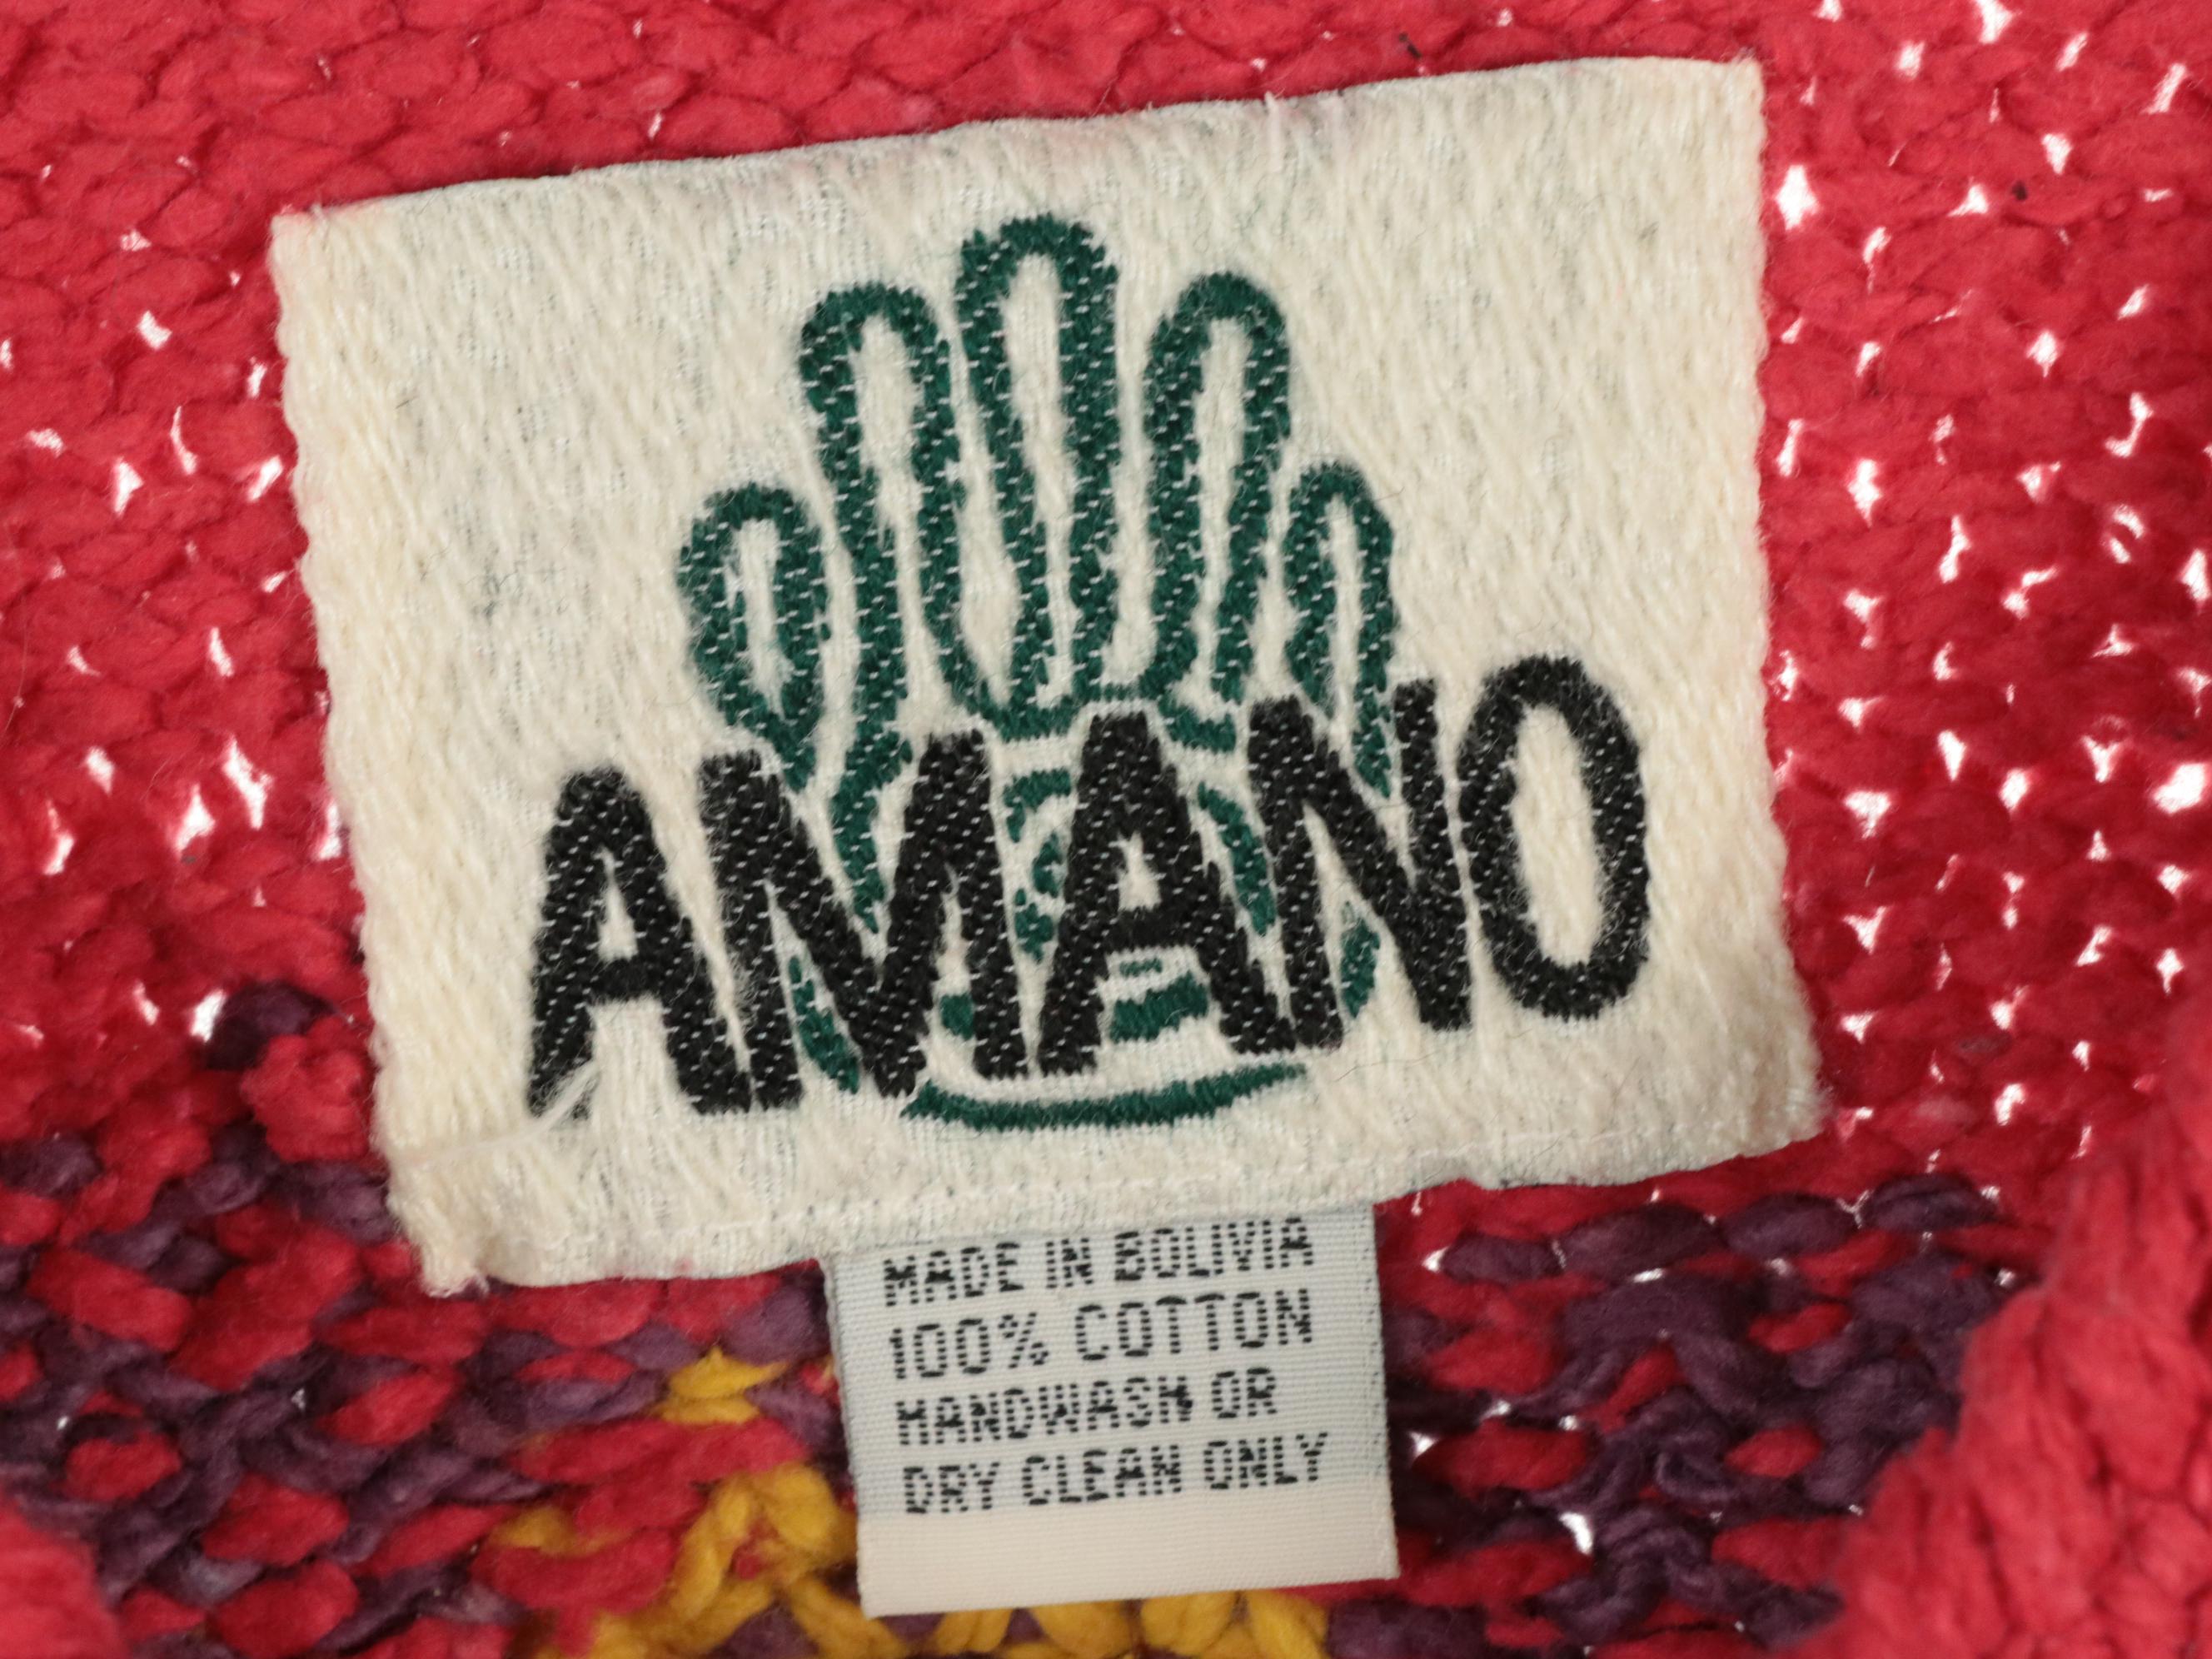 AMANO
MADE IN BOLIVIA
100% COTTON
HANDWASH OR
DRY CLEAN ONLY